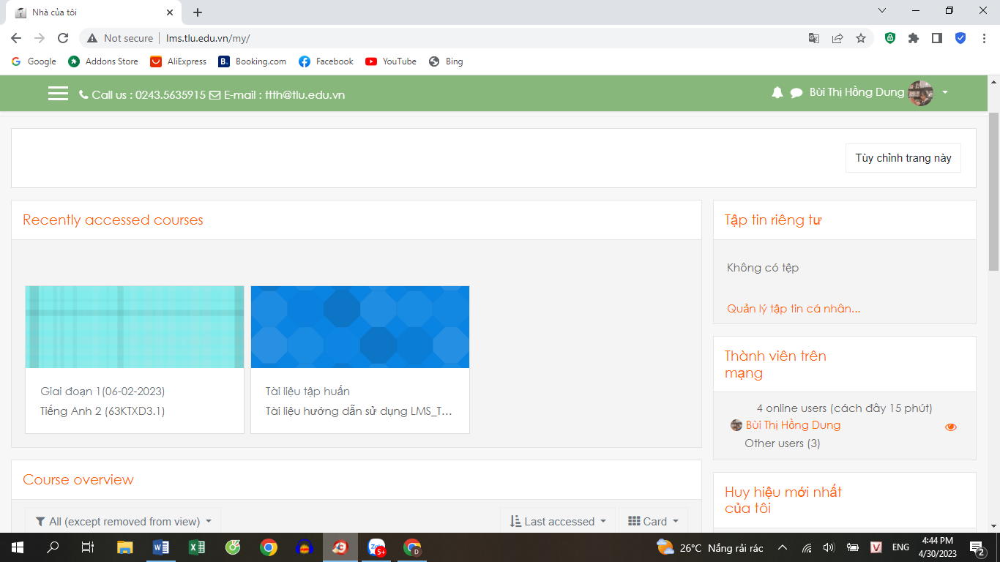 Nhà của tôi
Not secure | lms.tlu.edu.vn/my/
Google Addons Store AliExpress B. Booking.com Facebook YouTube Bing
Call us : 0243.5635915 E-mail : ttth@tlu.edu.vn Bùi Thị Hồng Dung
Tùy chỉnh trang này
Recently accessed courses
Giai đoạn 1(06-02-2023)
Tiếng Anh 2 (63KTXD3.1)
Tài liệu tập huấn
Tài liệu hướng dẫn sử dụng LMS_T...
Course overview
All (except removed from view) Last accessed Card
Tập tin riêng tư
Không có tệp
Quản lý tập tin cá nhân...
Thành viên trên
mạng
4 online users (cách đây 15 phút)
Bùi Thị Hồng Dung
Other users (3)
Huy hiệu mới nhất
của tôi
26°C Nắng rải rác ENG 4:44 PM
4/30/2023 2
5+